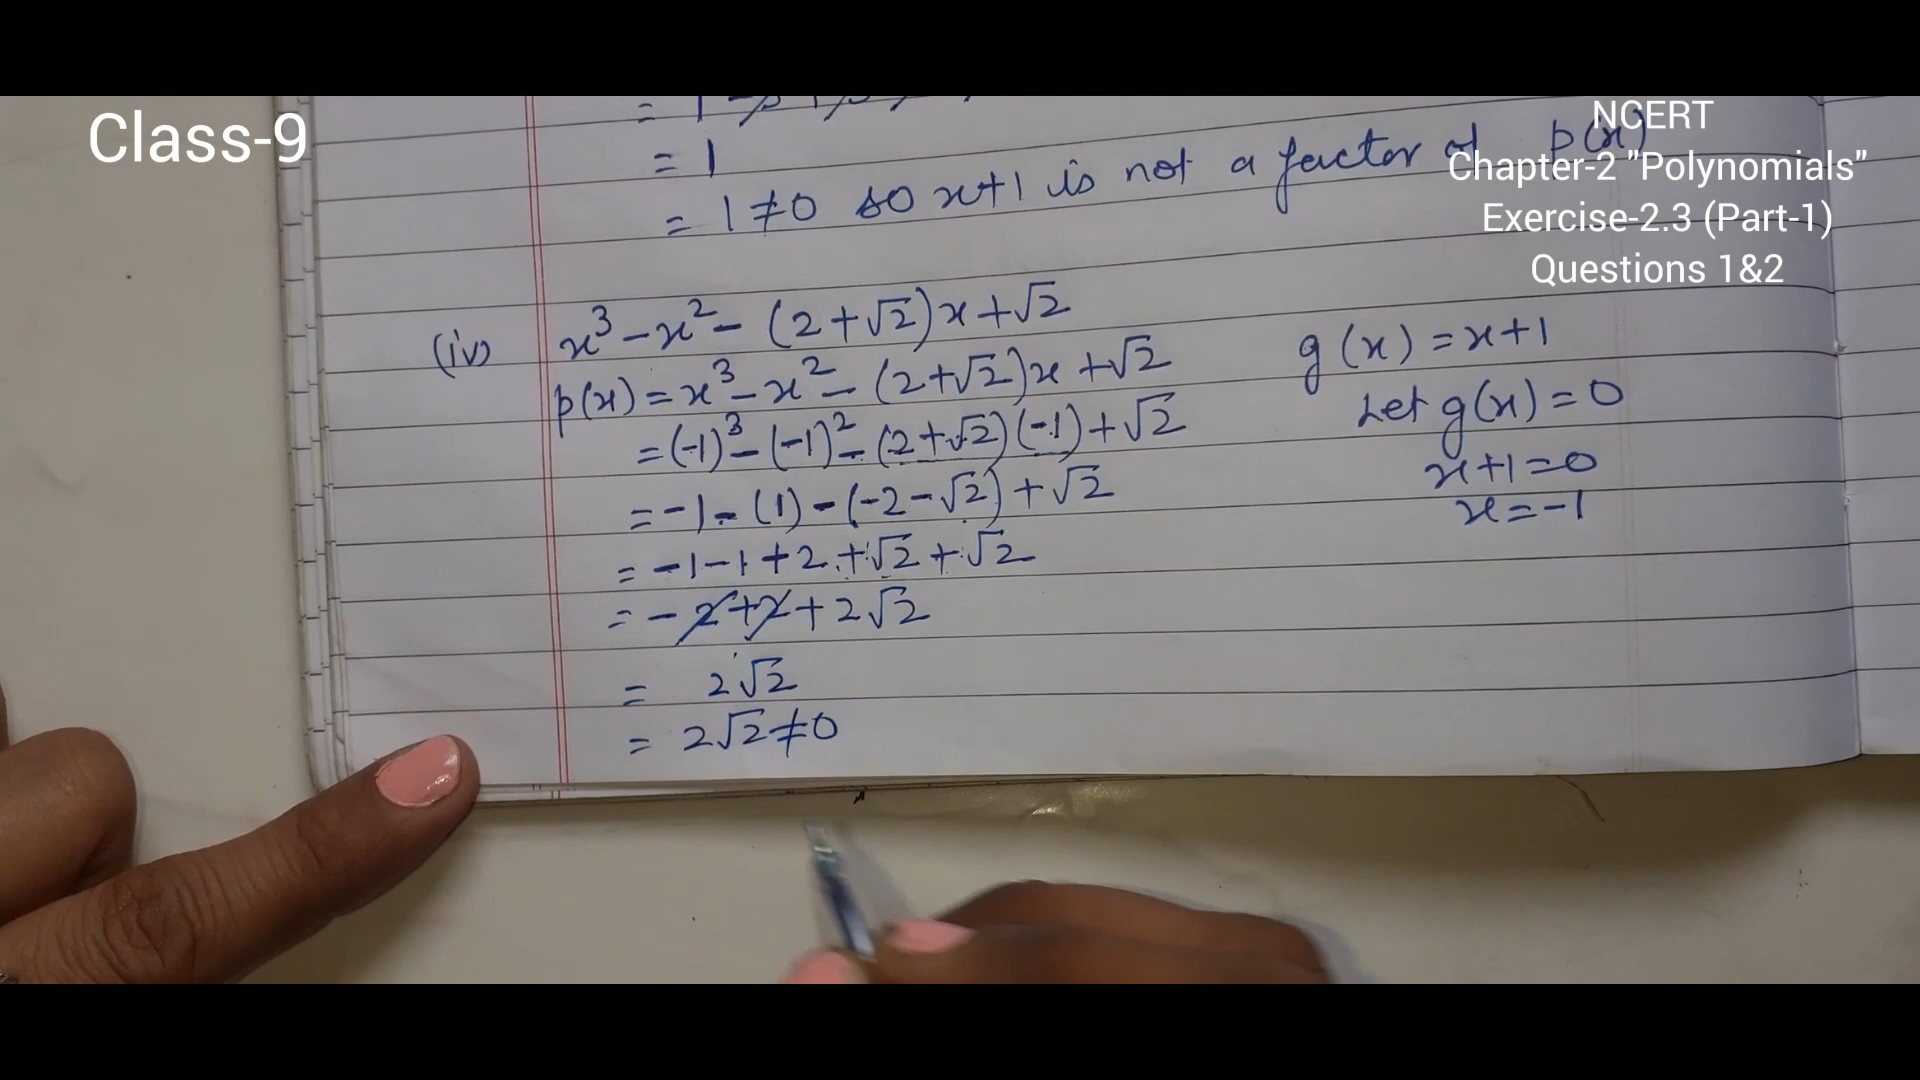 Class-9
NCERT
Chapter-2 "Polynomials"
Exercise-2.3 (Part-1)
Questions 1&2
= 1
= 1 ≠ 0 so x+1 is not a factor of p(x)
(iv) x³ - x² - (2+√2)x + √2
p(x) = x³ - x² - (2+√2)x + √2
= (-1)³ - (-1)² - (2+√2)(-1) + √2
= -1 - (1) - (-2-√2) + √2
= -1-1+2+√2+√2
= -2+2+2√2
= 2√2
= 2√2 ≠ 0
g(x) = x+1
Let g(x) = 0
x+1=0
x=-1